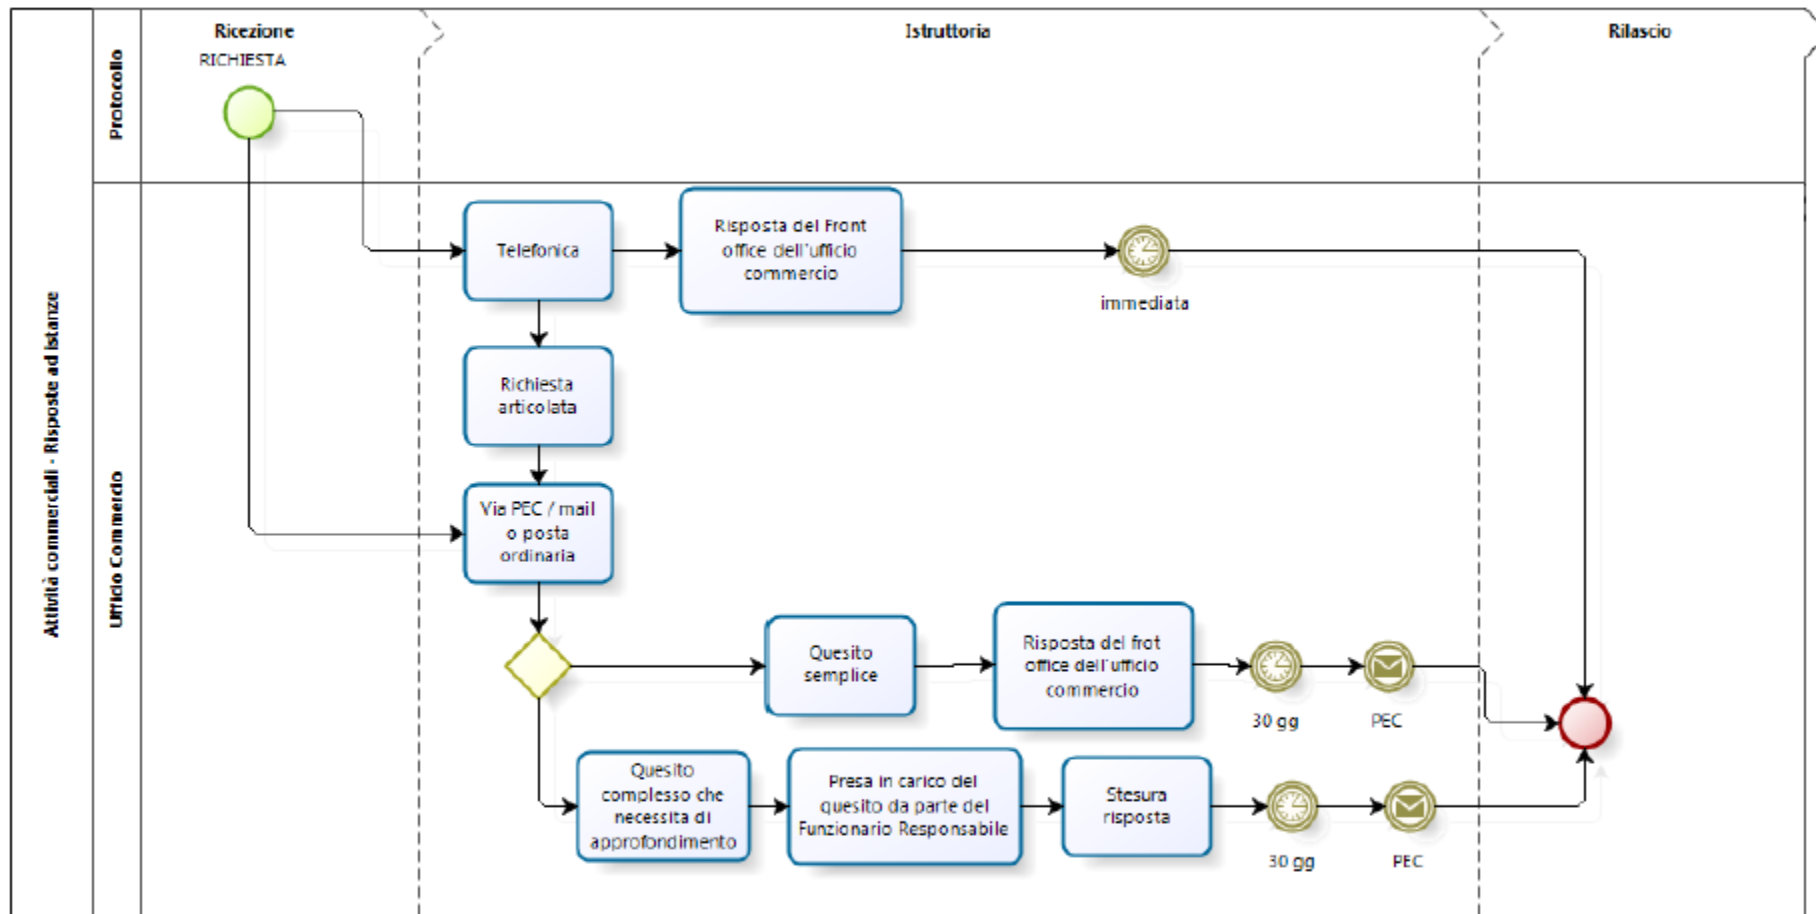 Ricezione
Istruttoria
Rilascio
RICHIESTA
Protocollo
Attività commerciali - Risposte ad istanze
Ufficio Commercio
Telefonica
Risposta del Front
office dell'ufficio
commercio
immediata
Richiesta
articolata
Via PEC / mail
o posta
ordinaria
Quesito
semplice
Risposta del frot
office dell'ufficio
commercio
30 gg
PEC
Quesito
complesso che
necessita di
approfondimento
Presa in carico del
quesito da parte del
Funzionario Responsabile
Stesura
risposta
30 gg
PEC